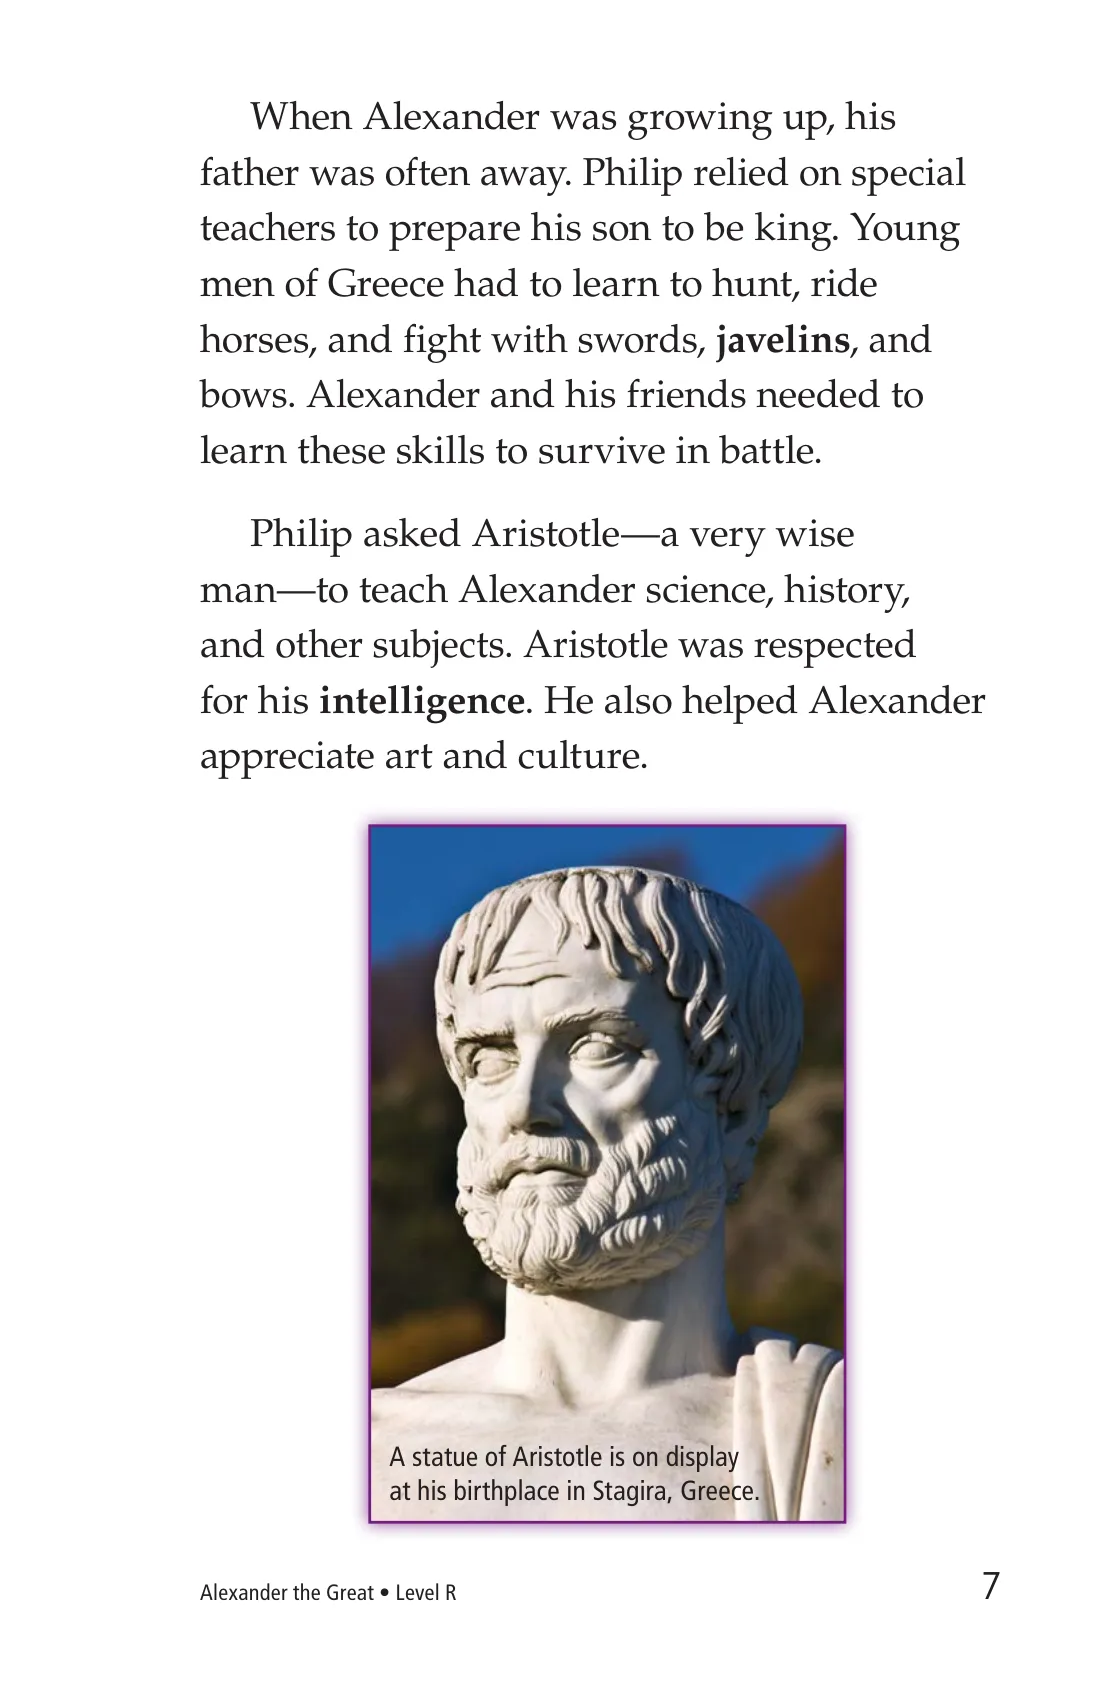 When Alexander was growing up, his
father was often away. Philip relied on special
teachers to prepare his son to be king. Young
men of Greece had to learn to hunt, ride
horses, and fight with swords, javelins, and
bows. Alexander and his friends needed to
learn these skills to survive in battle.
Philip asked Aristotle—a very wise
man—to teach Alexander science, history,
and other subjects. Aristotle was respected
for his intelligence. He also helped Alexander
appreciate art and culture.
A statue of Aristotle is on display
at his birthplace in Stagira, Greece.
Alexander the Great • Level R
7